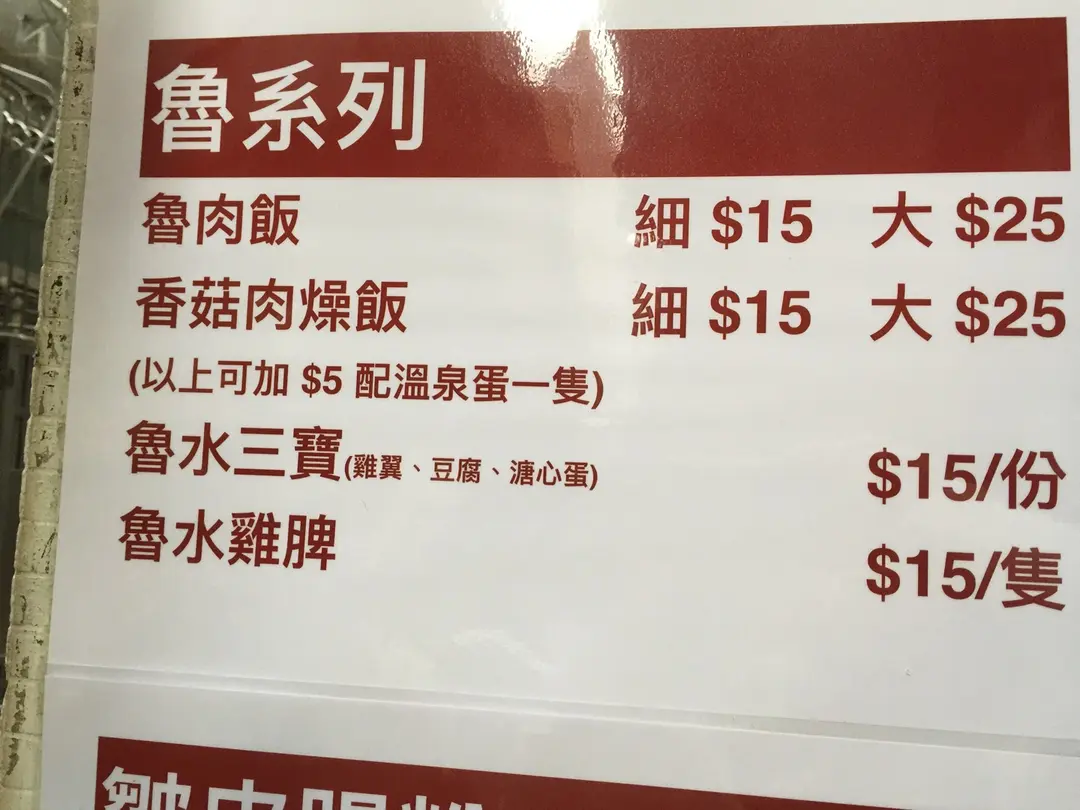 魯系列
魯肉飯 細 $15 大 $25
香菇肉燥飯 細 $15 大 $25
(以上可加 $5 配溫泉蛋一隻)
魯水三寶(雞翼、豆腐、溏心蛋) $15/份
魯水雞脾 $15/隻